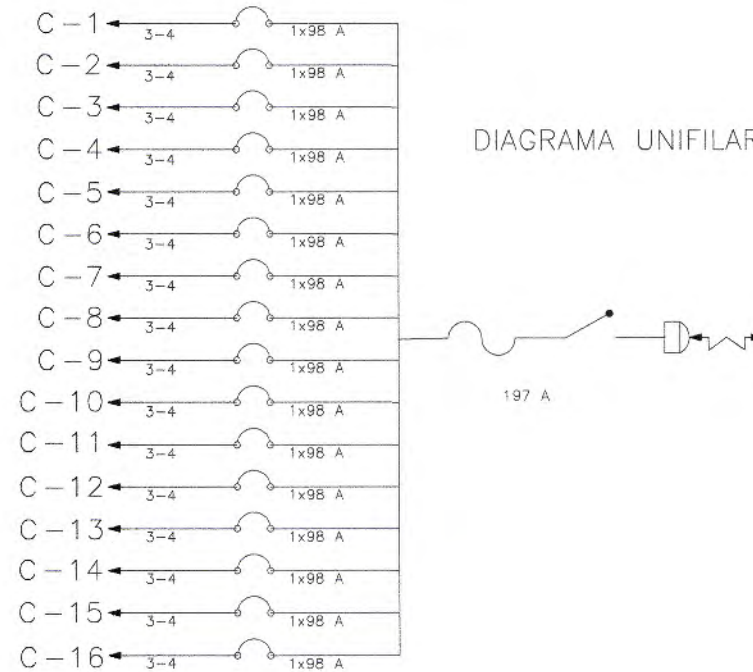 C-1 3-4 1x98 A
C-2 3-4 1x98 A
C-3 3-4 1x98 A
C-4 3-4 1x98 A
C-5 3-4 1x98 A
C-6 3-4 1x98 A
C-7 3-4 1x98 A
C-8 3-4 1x98 A
C-9 3-4 1x98 A
C-10 3-4 1x98 A
C-11 3-4 1x98 A
C-12 3-4 1x98 A
C-13 3-4 1x98 A
C-14 3-4 1x98 A
C-15 3-4 1x98 A
C-16 3-4 1x98 A
DIAGRAMA UNIFILAR
197 A